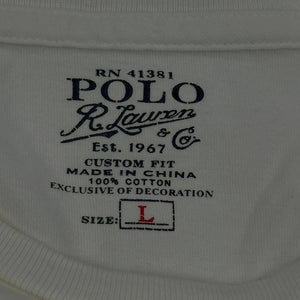 RN 41381
POLO
R. Lauren
& Co
Est. 1967
CUSTOM FIT
MADE IN CHINA
100% COTTON
EXCLUSIVE OF DECORATION
SIZE: L